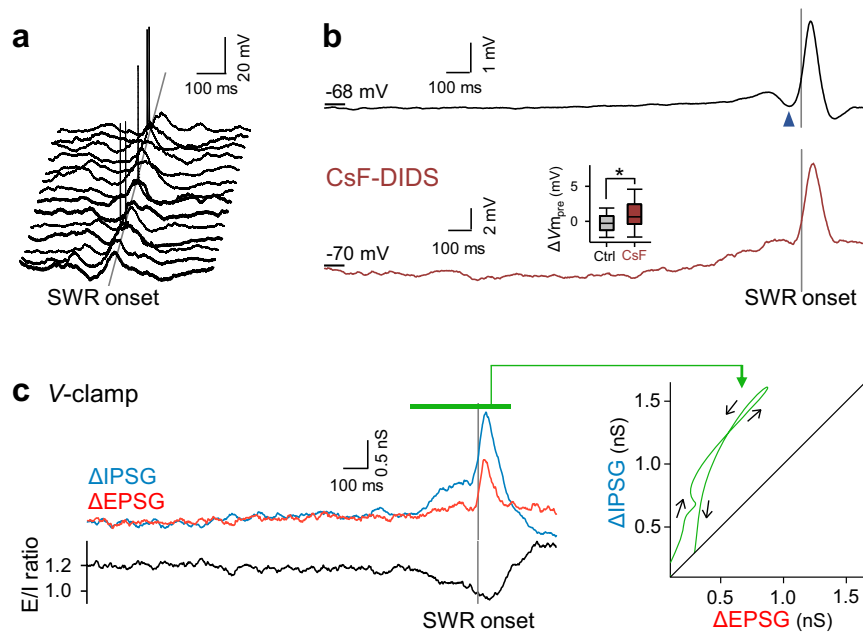 a
20 mV
100 ms
SWR onset
b
1 mV
100 ms
-68 mV
CsF-DIDS
2 mV
100 ms
-70 mV
ΔVm_pre (mV)
5
0
*
Ctrl
CsF
SWR onset
c V-clamp
0.5 nS
100 ms
ΔIPSG
ΔEPSG
E/I ratio
1.2
1.0
SWR onset
ΔIPSG (nS)
1.5
1.0
0.5
0.5 1.0 1.5
ΔEPSG (nS)